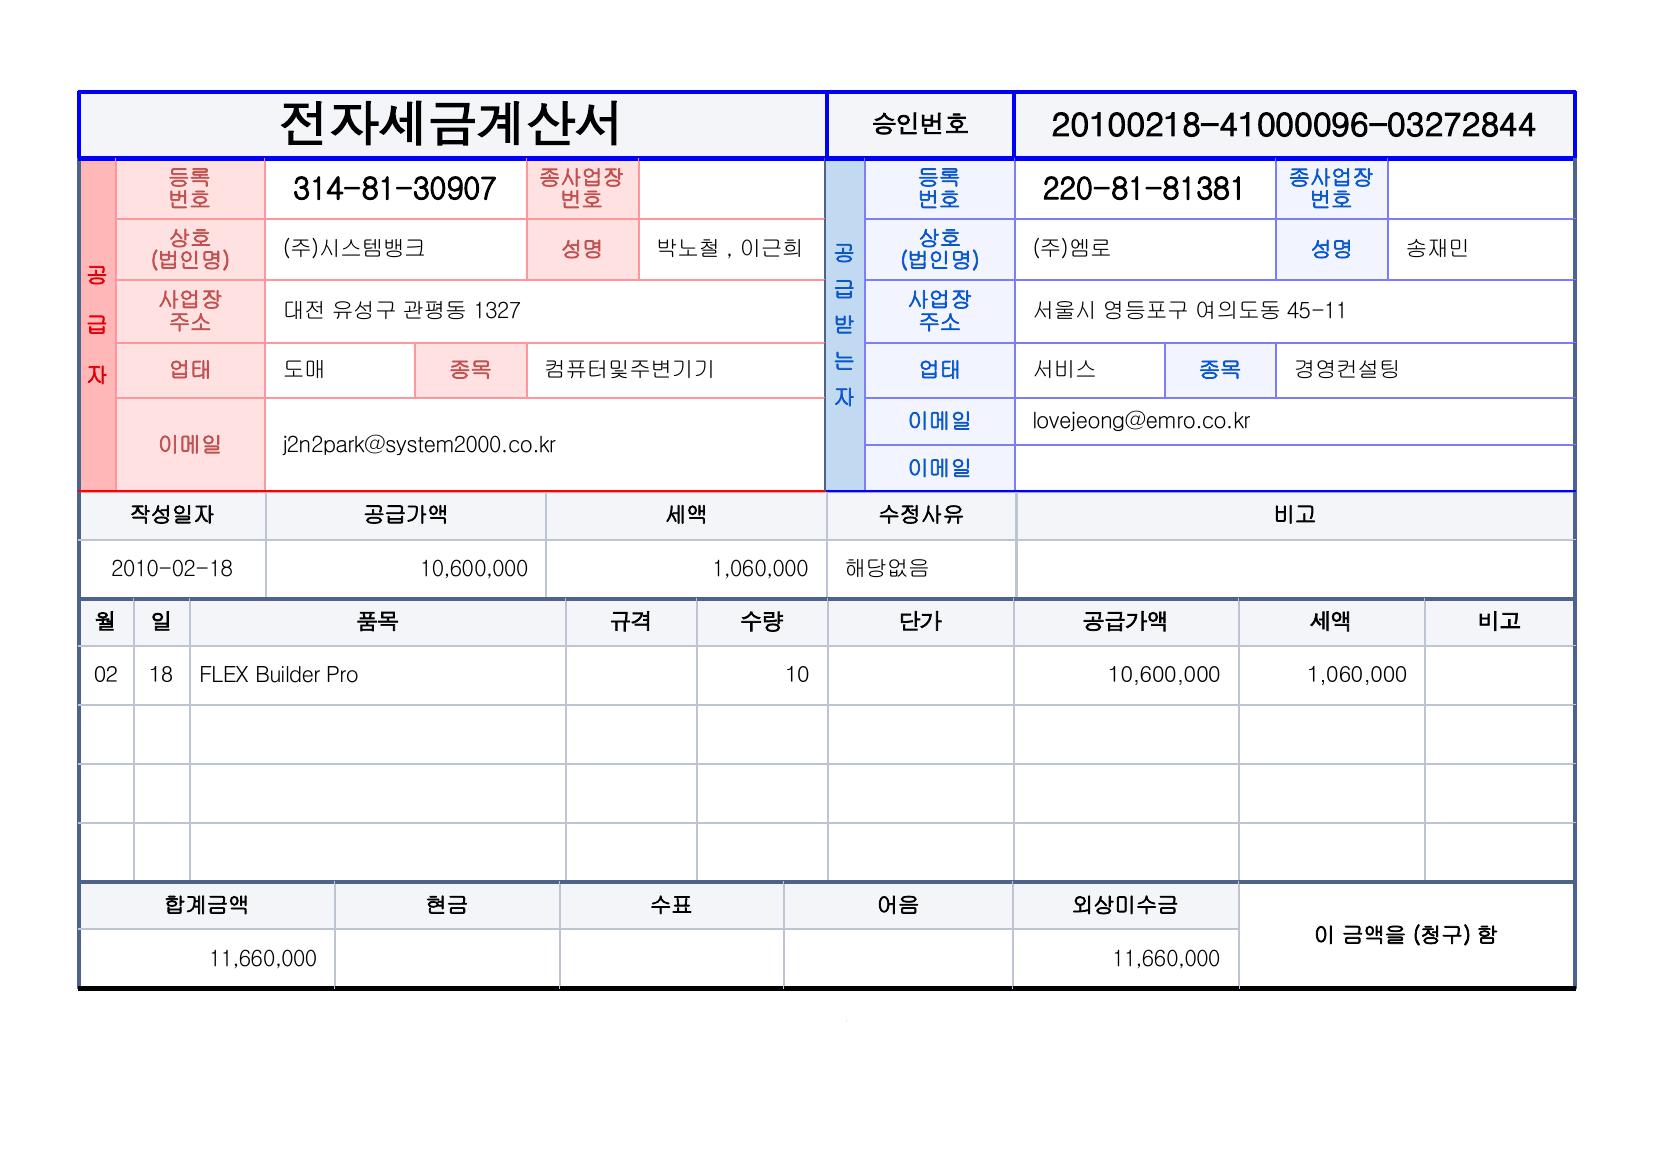 전자세금계산서 승인번호 20100218-41000096-03272844
공급자
등록번호 314-81-30907 종사업장번호
상호(법인명) (주)시스템뱅크 성명 박노철 , 이근희
사업장주소 대전 유성구 관평동 1327
업태 도매 종목 컴퓨터및주변기기
이메일 j2n2park@system2000.co.kr
공급받는자
등록번호 220-81-81381 종사업장번호
상호(법인명) (주)엠로 성명 송재민
사업장주소 서울시 영등포구 여의도동 45-11
업태 서비스 종목 경영컨설팅
이메일 lovejeong@emro.co.kr
이메일
작성일자 공급가액 세액 수정사유 비고
2010-02-18 10,600,000 1,060,000 해당없음
월 일 품목 규격 수량 단가 공급가액 세액 비고
02 18 FLEX Builder Pro 10 10,600,000 1,060,000
합계금액 현금 수표 어음 외상미수금 이 금액을 (청구) 함
11,660,000 11,660,000